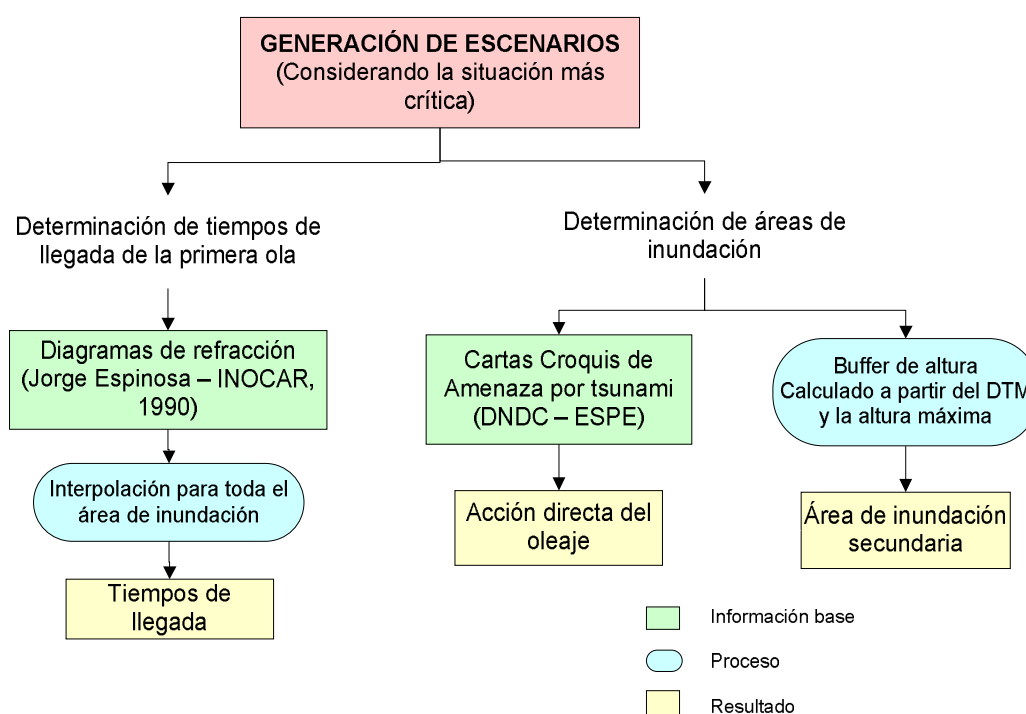 GENERACIÓN DE ESCENARIOS
(Considerando la situación más
crítica)
Determinación de tiempos de
llegada de la primera ola
Determinación de áreas de
inundación
Diagramas de refracción
(Jorge Espinosa – INOCAR,
1990)
Cartas Croquis de
Amenaza por tsunami
(DNDC – ESPE)
Buffer de altura
Calculado a partir del DTM
y la altura máxima
Interpolación para toda el
área de inundación
Acción directa del
oleaje
Área de inundación
secundaria
Tiempos de
llegada
Información base
Proceso
Resultado